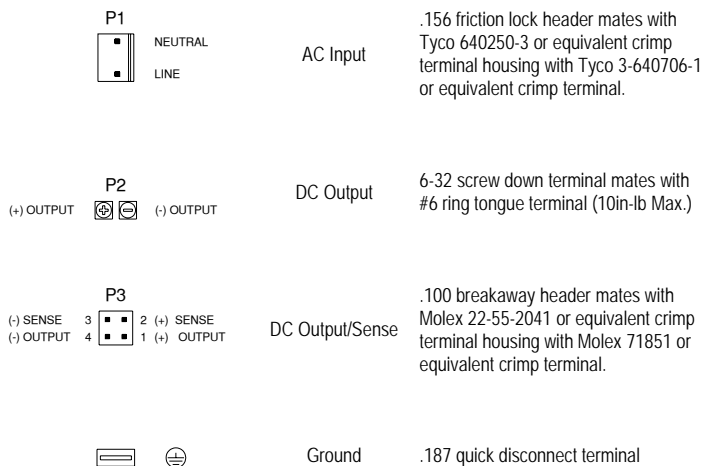 P1
NEUTRAL
LINE
AC Input
.156 friction lock header mates with
Tyco 640250-3 or equivalent crimp
terminal housing with Tyco 3-640706-1
or equivalent crimp terminal.
P2
(+) OUTPUT
(-) OUTPUT
DC Output
6-32 screw down terminal mates with
#6 ring tongue terminal (10in-lb Max.)
P3
(-) SENSE 3 2 (+) SENSE
(-) OUTPUT 4 1 (+) OUTPUT
DC Output/Sense
.100 breakaway header mates with
Molex 22-55-2041 or equivalent crimp
terminal housing with Molex 71851 or
equivalent crimp terminal.
Ground
.187 quick disconnect terminal